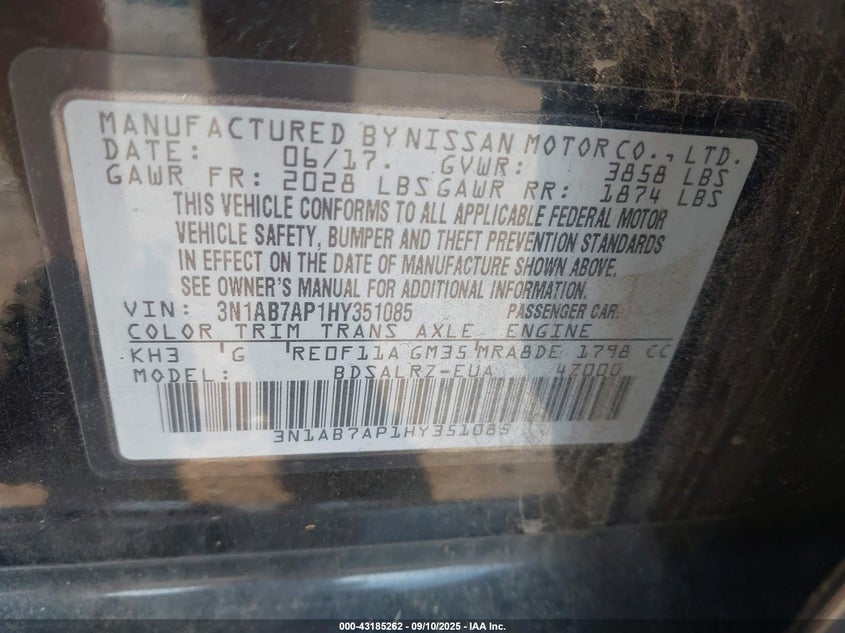 MANUFACTURED BY NISSAN MOTOR CO., LTD.
DATE: 06/17. GVWR: 3858 LBS
GAWR FR: 2028 LBS GAWR RR: 1874 LBS
THIS VEHICLE CONFORMS TO ALL APPLICABLE FEDERAL MOTOR
VEHICLE SAFETY, BUMPER AND THEFT PREVENTION STANDARDS
IN EFFECT ON THE DATE OF MANUFACTURE SHOWN ABOVE.
SEE OWNER'S MANUAL FOR ADDITIONAL INFORMATION.
VIN: 3N1AB7AP1HY351085 PASSENGER CAR
COLOR TRIM TRANS AXLE ENGINE
KH3 G RE0F11A GM35 MRA8DE 1798 CC
MODEL: BDSALRZ-EUA 47000
3N1AB7AP1HY351085
000-43185262 - 09/10/2025 - IAA Inc.